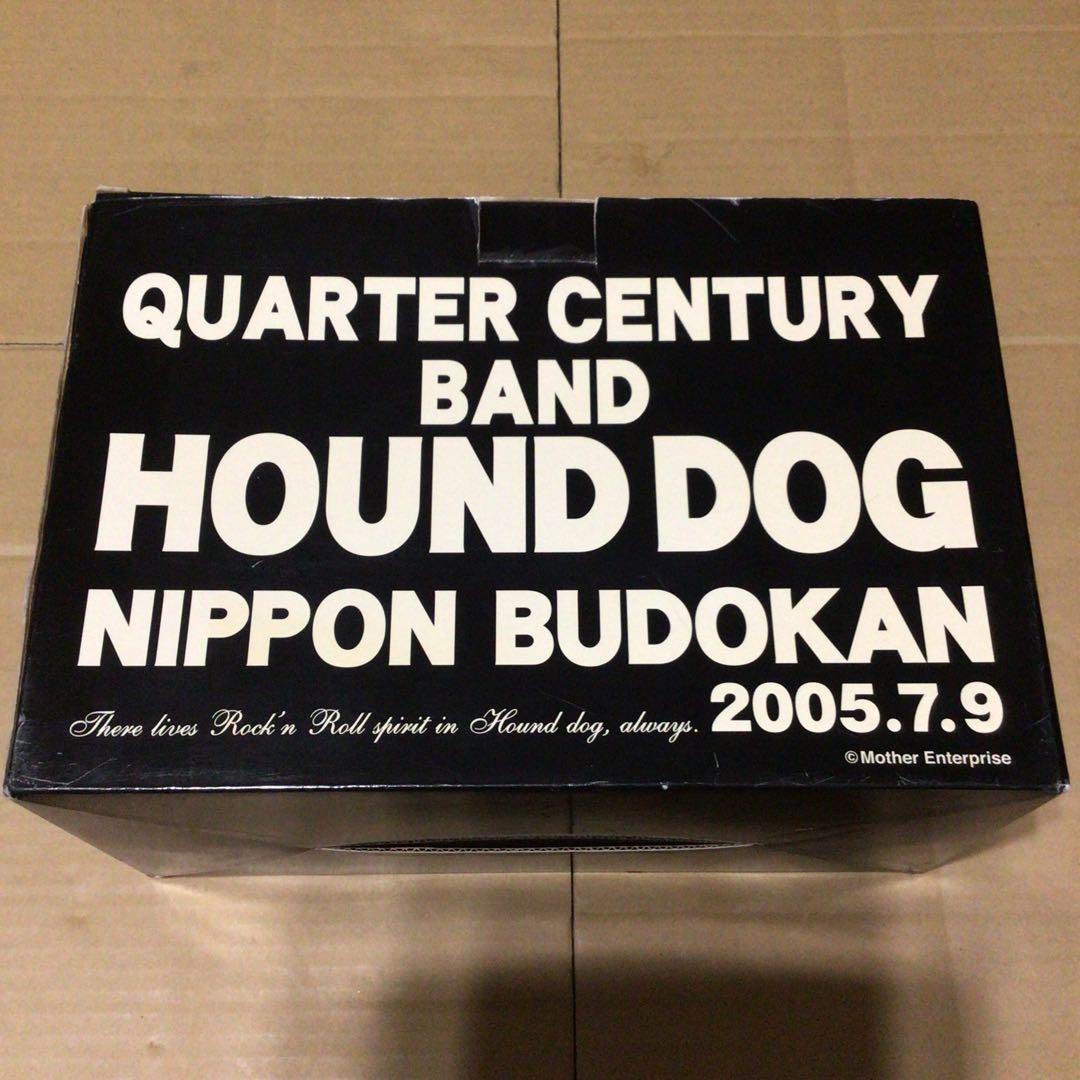 QUARTER CENTURY
BAND
HOUND DOG
NIPPON BUDOKAN
There lives Rock'n Roll spirit in Hound dog, always. 2005.7.9
©Mother Enterprise